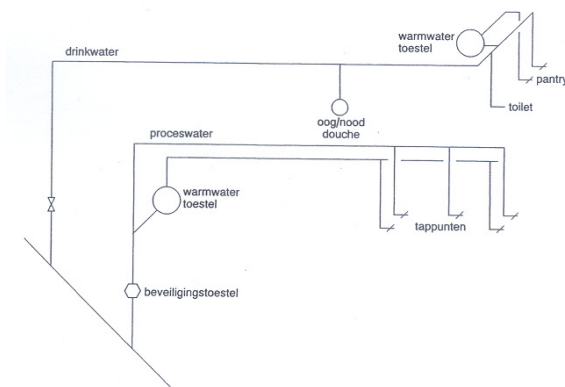 warmwater
toestel
drinkwater
pantry
toilet
oog/nood
douche
proceswater
warmwater
toestel
tappunten
beveiligingstoestel